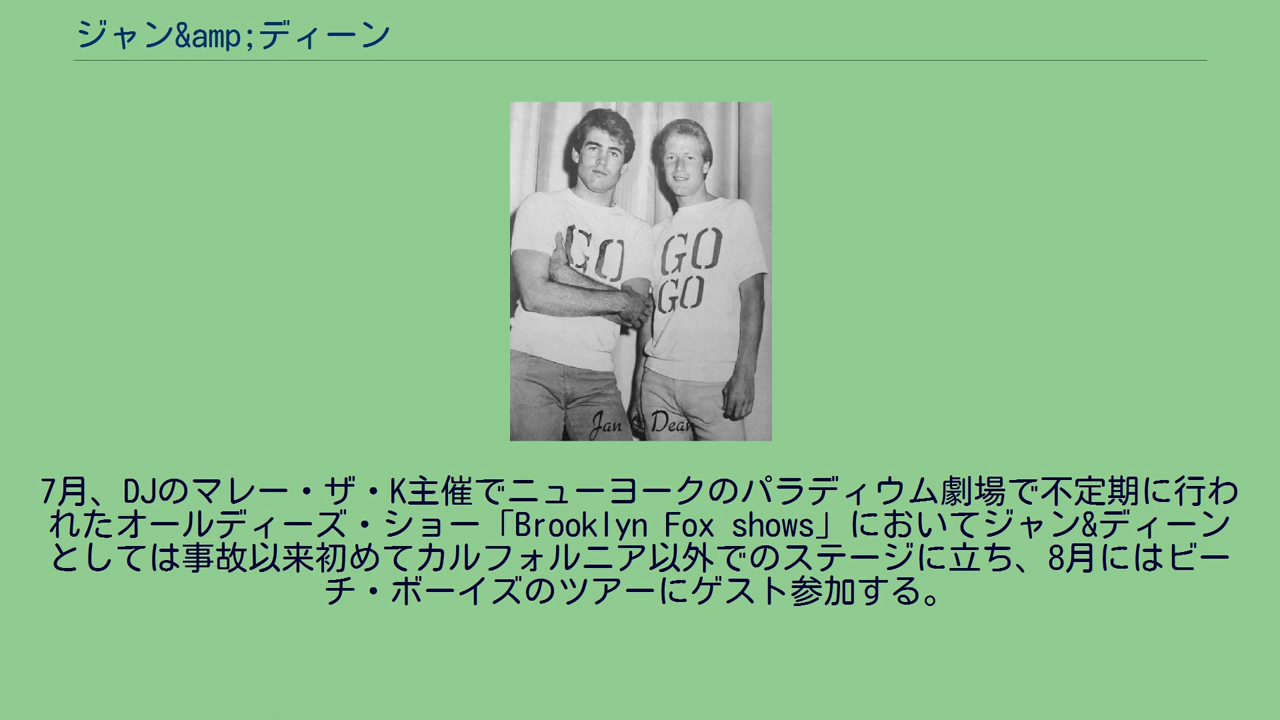 ジャン&amp;ディーン
GO
GO
GO
Jan & Dean
7月、DJのマレー・ザ・K主催でニューヨークのパラディウム劇場で不定期に行わ
れたオールディーズ・ショー「Brooklyn Fox shows」においてジャン&ディーン
としては事故以来初めてカルフォルニア以外でのステージに立ち、8月にはビー
チ・ボーイズのツアーにゲスト参加する。